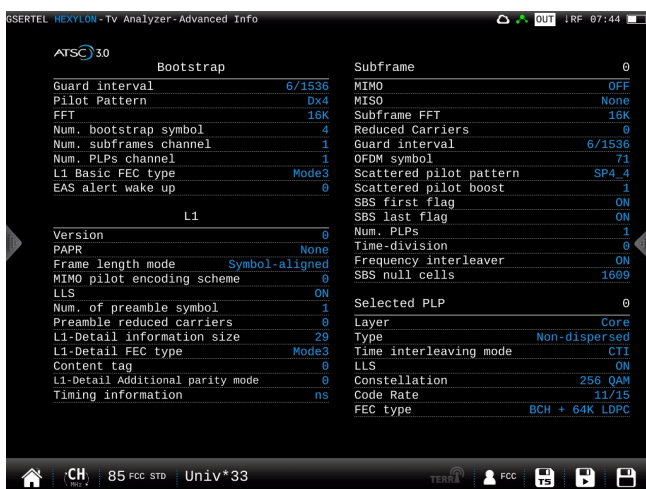 GSERTEL HEXYLON-Tv Analyzer-Advanced Info OUT ↓RF 07:44
ATSC 3.0
Bootstrap
Guard interval 6/1536
Pilot Pattern Dx4
FFT 16K
Num. bootstrap symbol 4
Num. subframes channel 1
Num. PLPs channel 1
L1 Basic FEC type Mode3
EAS alert wake up 0
L1
Version 0
PAPR None
Frame length mode Symbol-aligned
MIMO pilot encoding scheme 0
LLS ON
Num. of preamble symbol 1
Preamble reduced carriers 0
L1-Detail information size 29
L1-Detail FEC type Mode3
Content tag 0
L1-Detail Additional parity mode 0
Timing information ns
Subframe 0
MIMO OFF
MISO None
Subframe FFT 16K
Reduced Carriers 0
Guard interval 6/1536
OFDM symbol 71
Scattered pilot pattern SP4_4
Scattered pilot boost 1
SBS first flag ON
SBS last flag ON
Num. PLPs 1
Time-division 0
Frequency interleaver ON
SBS null cells 1609
Selected PLP 0
Layer Core
Type Non-dispersed
Time interleaving mode CTI
LLS ON
Constellation 256 QAM
Code Rate 11/15
FEC type BCH + 64K LDPC
CH MHz 85 FCC STD Univ*33 TERR FCC TS